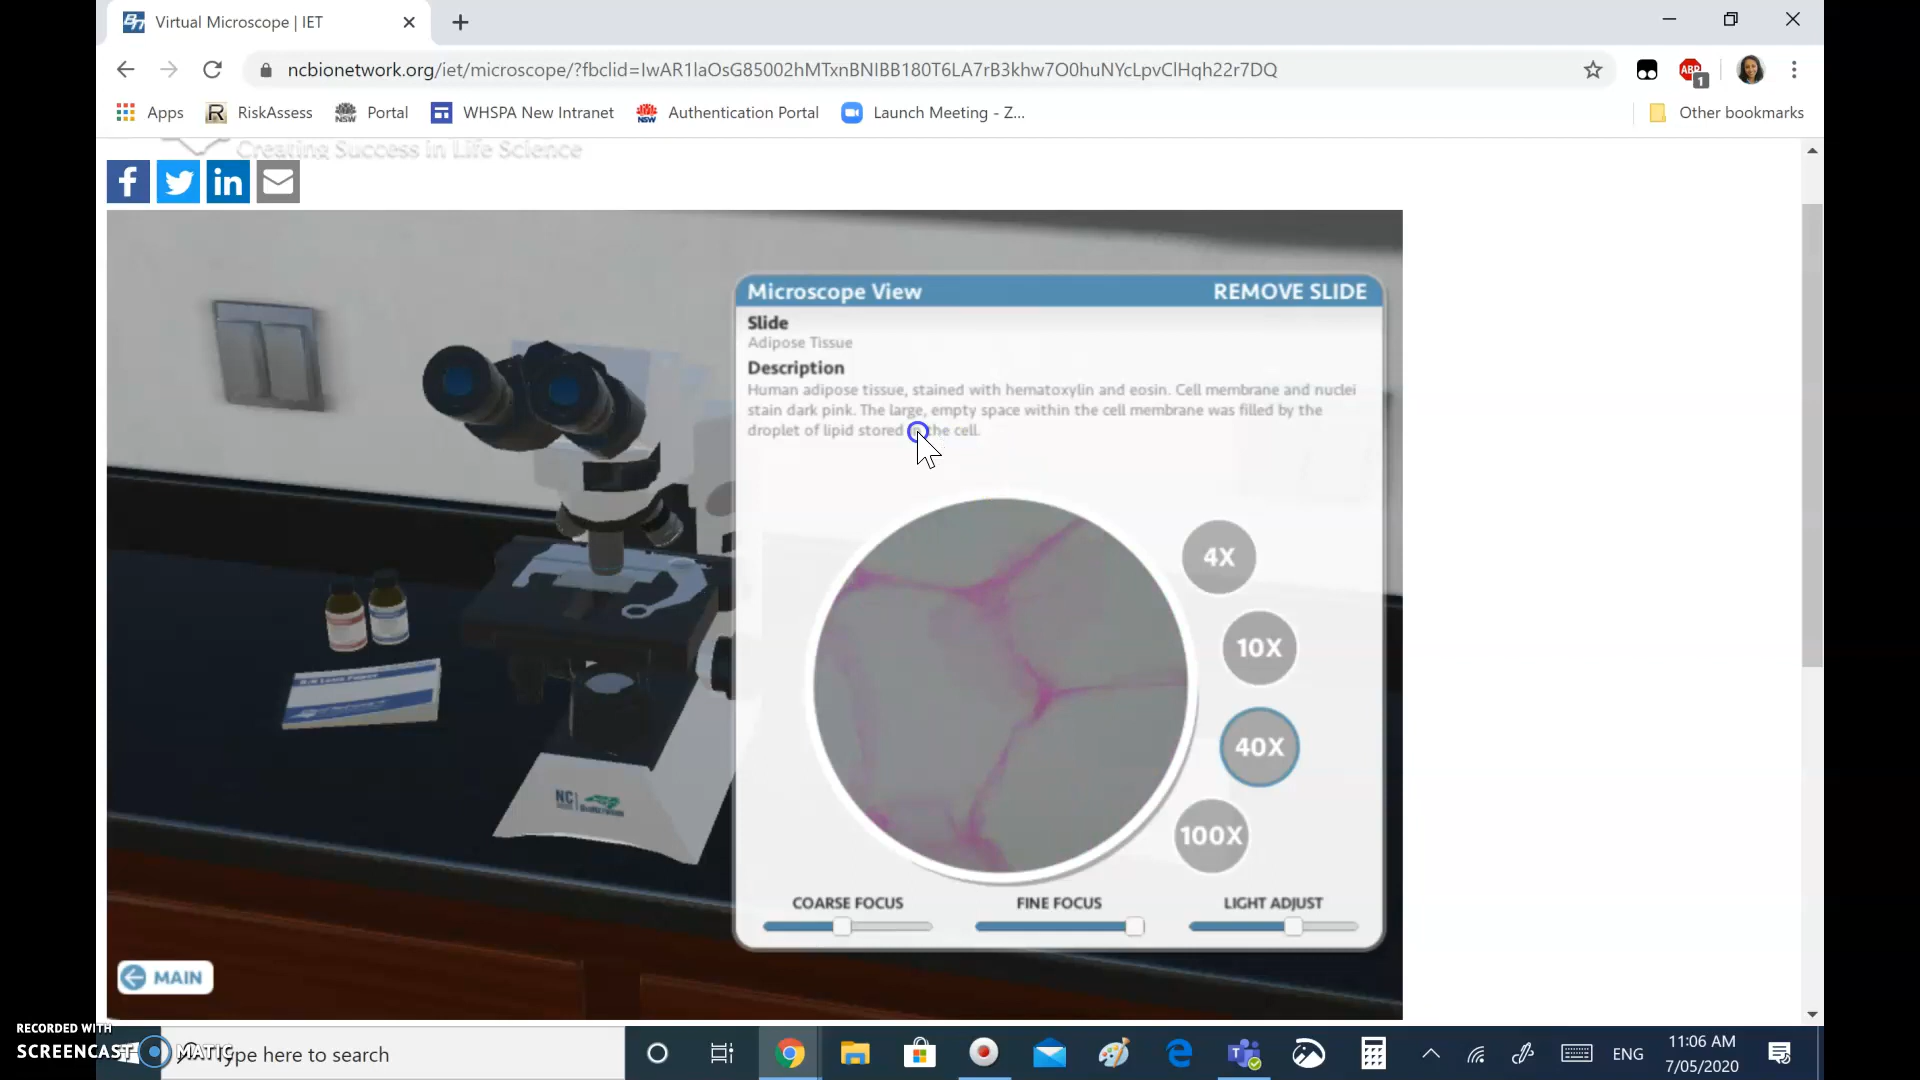 Virtual Microscope | IET
ncbionetwork.org/iet/microscope/?fbclid=IwAR1laOsG85002hMTxnBNIBB180T6LA7rB3khw7O0huNYcLpvClHqh22r7DQ
ABP
1
Apps
RiskAssess
Portal
WHSPA New Intranet
Authentication Portal
Launch Meeting - Z...
Other bookmarks
Creating Success in Life Science
Microscope View
REMOVE SLIDE
Slide
Adipose Tissue
Description
Human adipose tissue, stained with hematoxylin and eosin. Cell membrane and nuclei
stain dark pink. The large, empty space within the cell membrane was filled by the
droplet of lipid stored the cell.
4X
10X
40X
100X
COARSE FOCUS
FINE FOCUS
LIGHT ADJUST
NC
MAIN
RECORDED WITH
SCREENCAST MATIC
Type here to search
ENG
11:06 AM
7/05/2020